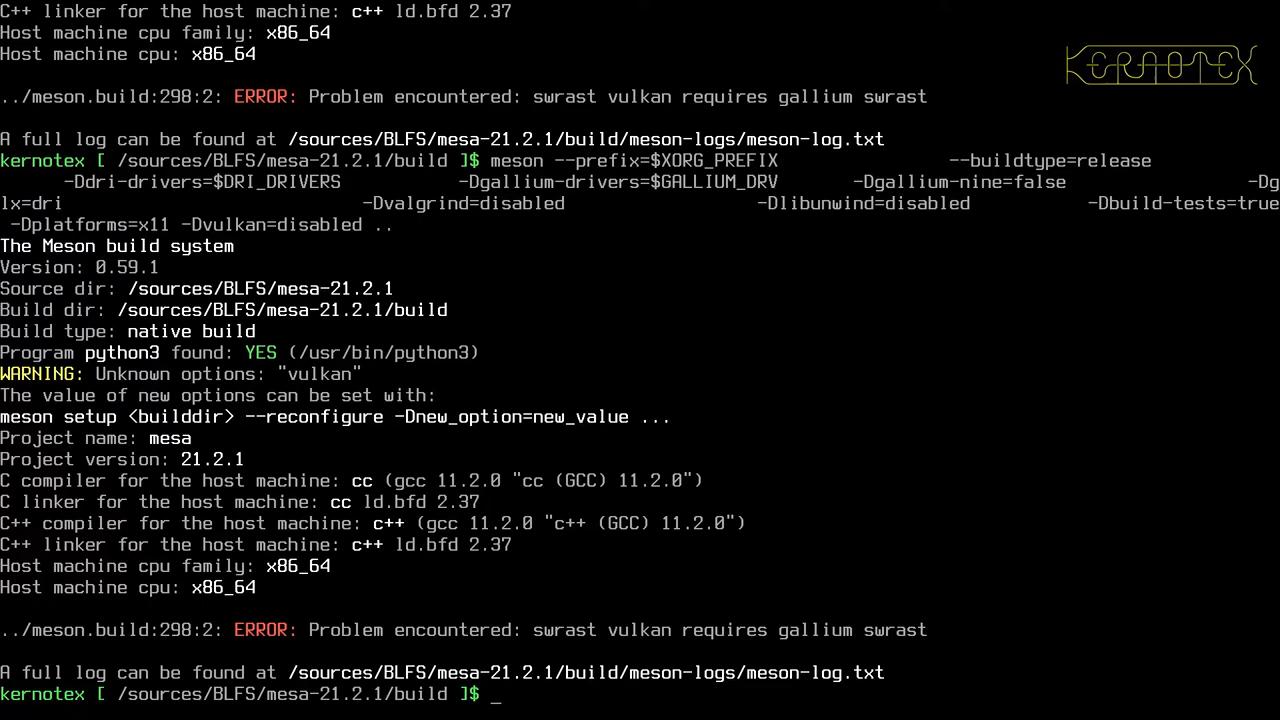 C++ linker for the host machine: c++ ld.bfd 2.37
Host machine cpu family: x86_64
Host machine cpu: x86_64
KERNOTEX
../meson.build:298:2: ERROR: Problem encountered: swrast vulkan requires gallium swrast
A full log can be found at /sources/BLFS/mesa-21.2.1/build/meson-logs/meson-log.txt
kernotex [ /sources/BLFS/mesa-21.2.1/build ]$ meson --prefix=$XORG_PREFIX --buildtype=release
-Ddri-drivers=$DRI_DRIVERS -Dgallium-drivers=$GALLIUM_DRV -Dgallium-nine=false -Dg
lx=dri -Dvalgrind=disabled -Dlibunwind=disabled -Dbuild-tests=true
-Dplatforms=x11 -Dvulkan=disabled ..
The Meson build system
Version: 0.59.1
Source dir: /sources/BLFS/mesa-21.2.1
Build dir: /sources/BLFS/mesa-21.2.1/build
Build type: native build
Program python3 found: YES (/usr/bin/python3)
WARNING: Unknown options: "vulkan"
The value of new options can be set with:
meson setup <builddir> --reconfigure -Dnew_option=new_value ...
Project name: mesa
Project version: 21.2.1
C compiler for the host machine: cc (gcc 11.2.0 "cc (GCC) 11.2.0")
C linker for the host machine: cc ld.bfd 2.37
C++ compiler for the host machine: c++ (gcc 11.2.0 "c++ (GCC) 11.2.0")
C++ linker for the host machine: c++ ld.bfd 2.37
Host machine cpu family: x86_64
Host machine cpu: x86_64
../meson.build:298:2: ERROR: Problem encountered: swrast vulkan requires gallium swrast
A full log can be found at /sources/BLFS/mesa-21.2.1/build/meson-logs/meson-log.txt
kernotex [ /sources/BLFS/mesa-21.2.1/build ]$ _